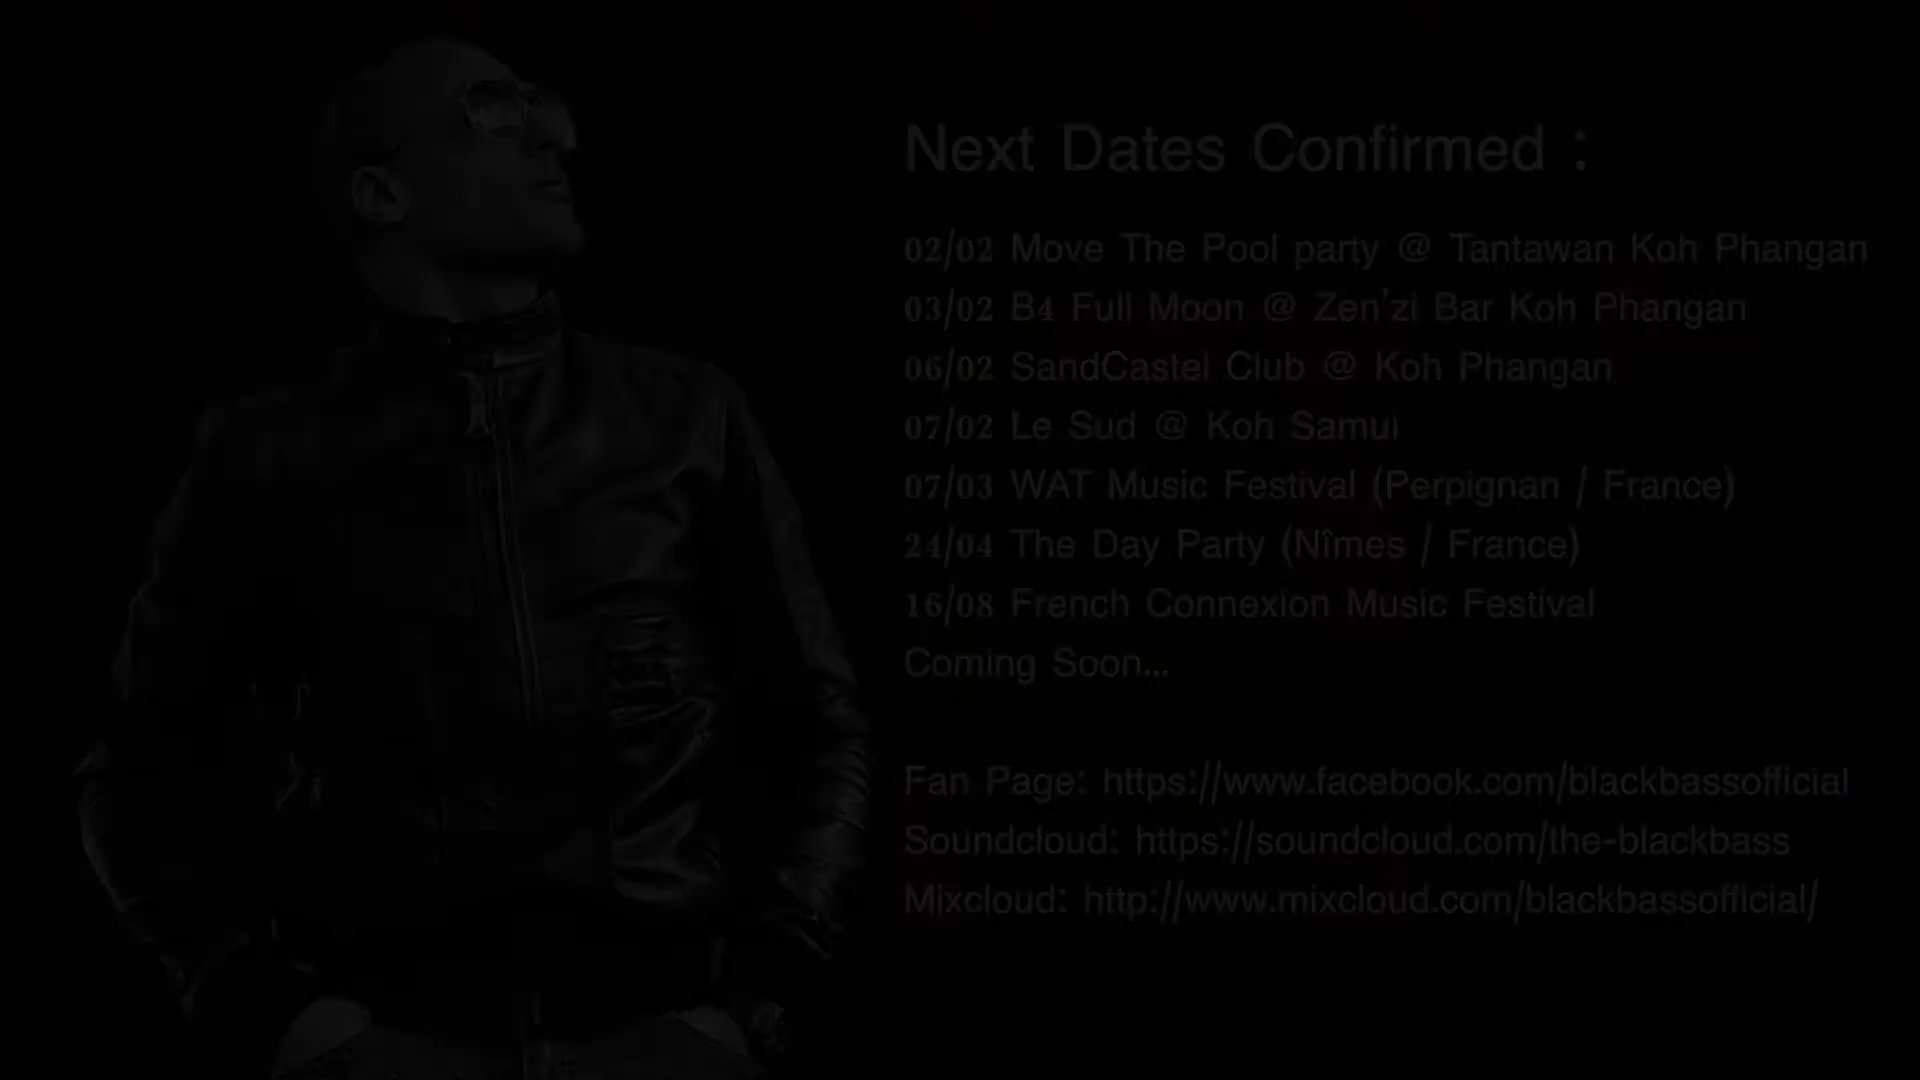 Next Dates Confirmed :
02/02 Move The Pool party @ Tantawan Koh Phangan
03/02 B4 Full Moon @ Zen'zi Bar Koh Phangan
06/02 SandCastel Club @ Koh Phangan
07/02 Le Sud @ Koh Samui
07/03 WAT Music Festival (Perpignan / France)
24/04 The Day Party (Nîmes / France)
16/08 French Connexion Music Festival
Coming Soon...
Fan Page: https://www.facebook.com/blackbassofficial
Soundcloud: https://soundcloud.com/the-blackbass
Mixcloud: http://www.mixcloud.com/blackbassofficial/